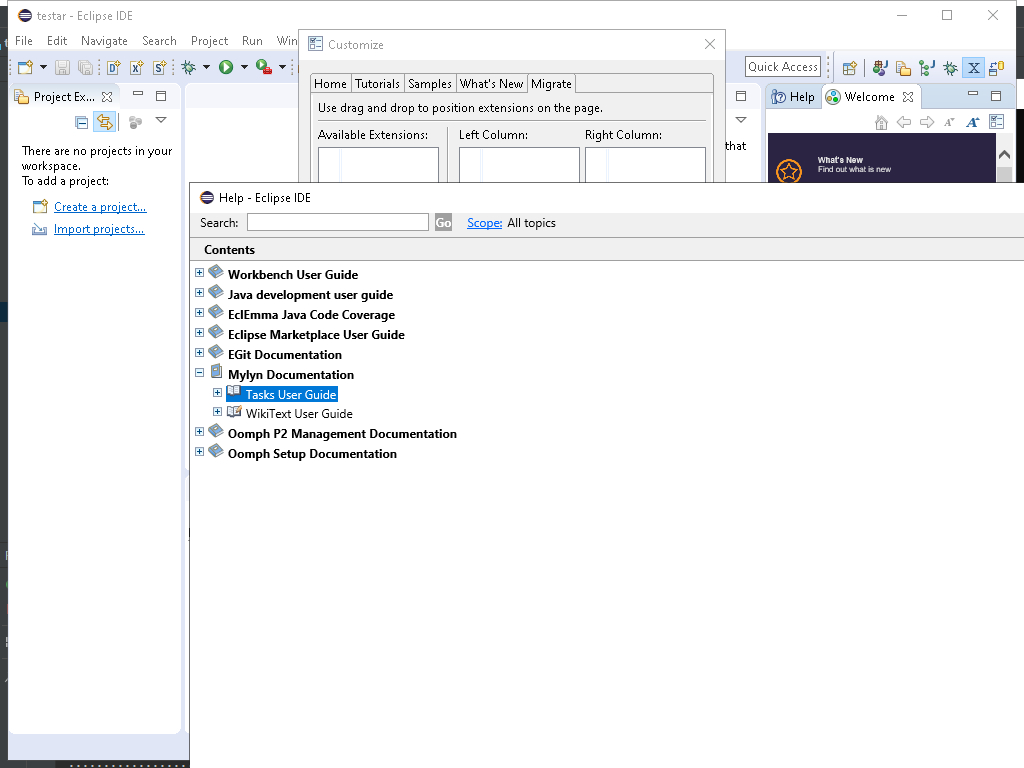 testar - Eclipse IDE
File Edit Navigate Search Project Run Win
Customize
Quick Access
Project Ex...
There are no projects in your
workspace.
To add a project:
Create a project...
Import projects...
Home Tutorials Samples What's New Migrate
Use drag and drop to position extensions on the page.
Available Extensions: Left Column: Right Column:
that
Help Welcome
What's New
Find out what is new
Help - Eclipse IDE
Search: Go Scope: All topics
Contents
Workbench User Guide
Java development user guide
EclEmma Java Code Coverage
Eclipse Marketplace User Guide
EGit Documentation
Mylyn Documentation
Tasks User Guide
WikiText User Guide
Oomph P2 Management Documentation
Oomph Setup Documentation